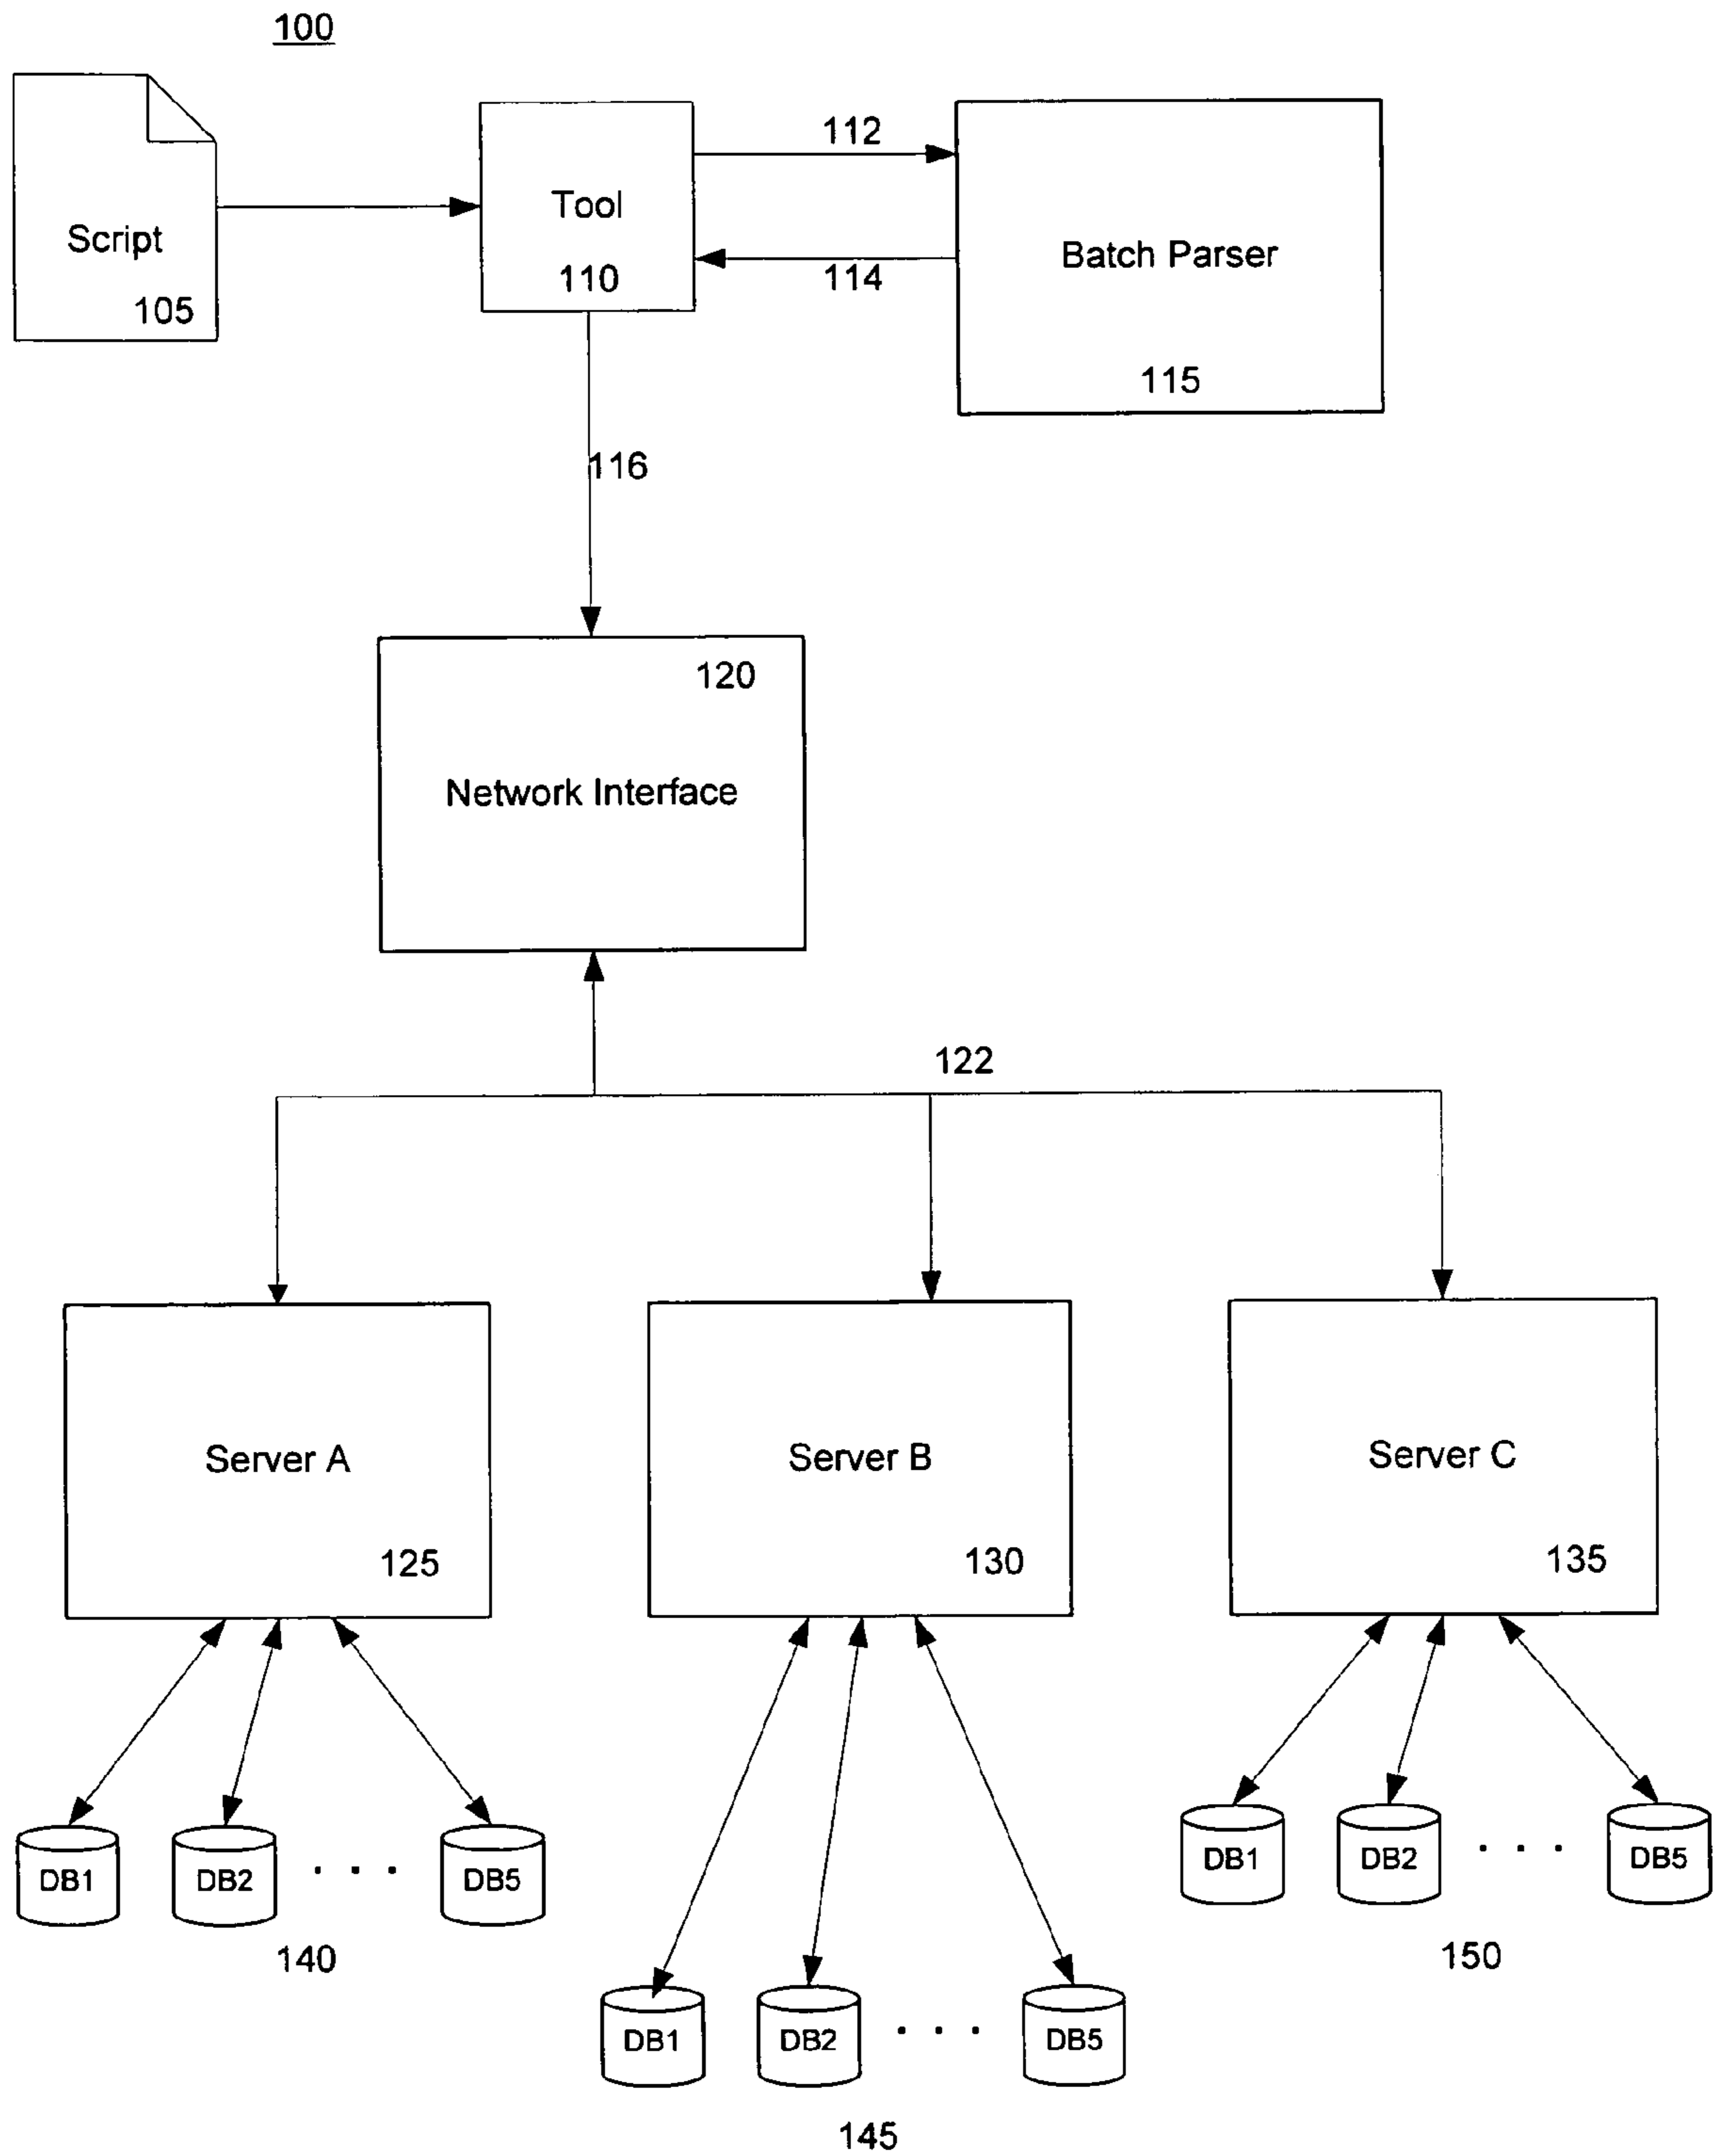 100
Script
105
Tool
110
112
114
Batch Parser
115
116
120
Network Interface
122
Server A
125
Server B
130
Server C
135
DB1 DB2 . . . DB5
140
DB1 DB2 . . . DB5
145
DB1 DB2 . . . DB5
150